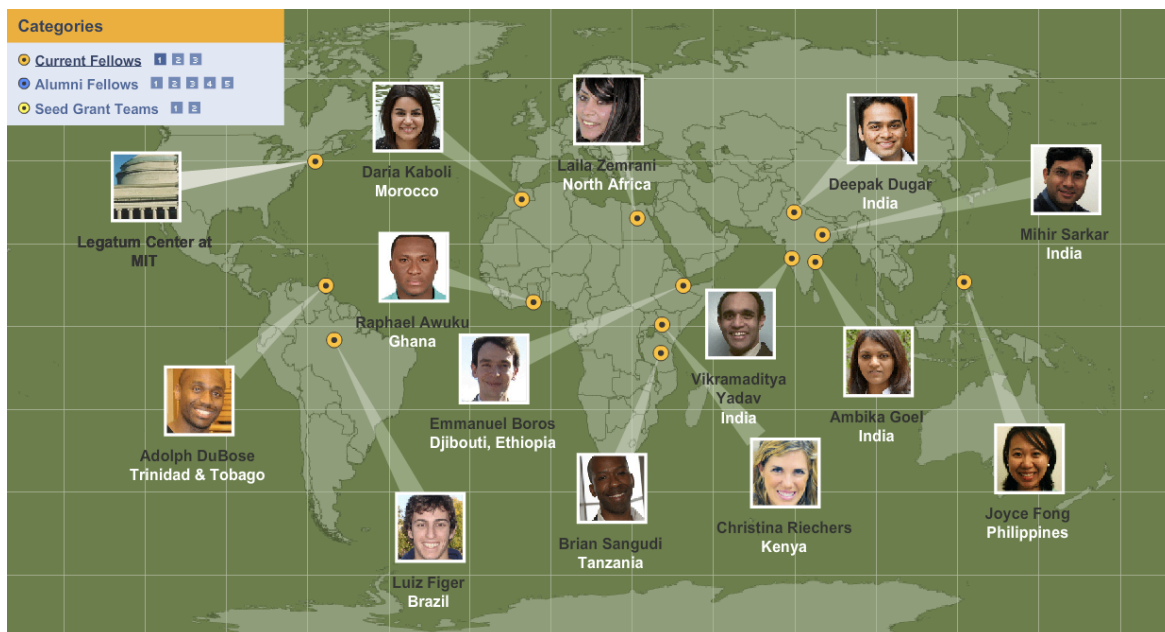 Categories
Current Fellows 1 2 3
Alumni Fellows 1 2 3 4 5
Seed Grant Teams 1 2
Legatum Center at
MIT
Daria Kaboli
Morocco
Laila Zemrani
North Africa
Deepak Dugar
India
Mihir Sarkar
India
Raphael Awuku
Ghana
Emmanuel Boros
Djibouti, Ethiopia
Vikramaditya
Yadav
India
Ambika Goel
India
Adolph DuBose
Trinidad & Tobago
Luiz Figer
Brazil
Brian Sangudi
Tanzania
Christina Riechers
Kenya
Joyce Fong
Philippines